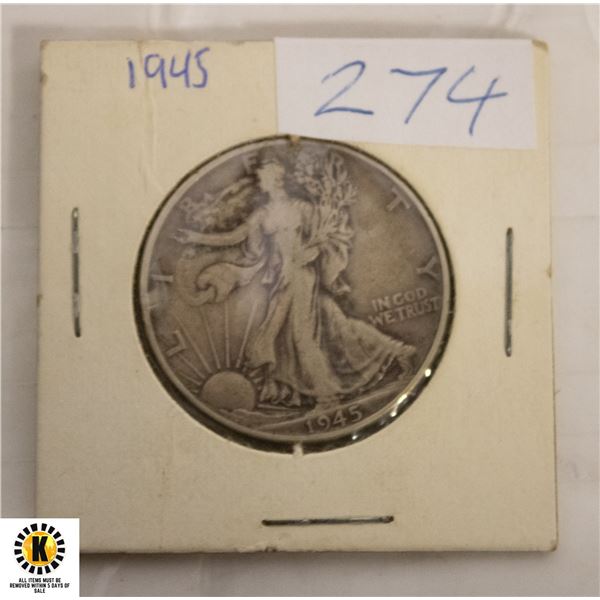 1945
274
LIBERTY
IN GOD
WE TRUST
1945
K
ALL ITEMS MUST BE
REMOVED WITHIN 5 DAYS OF
SALE